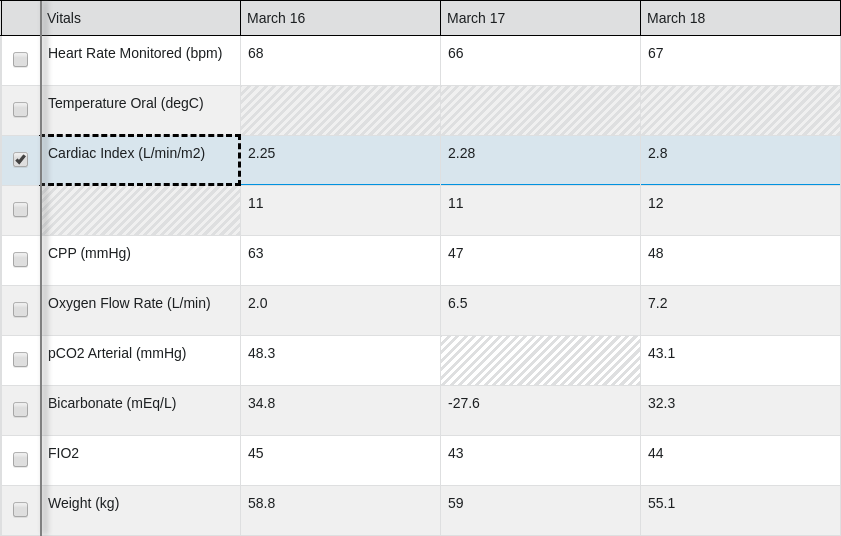 Vitals March 16 March 17 March 18
Heart Rate Monitored (bpm) 68 66 67
Temperature Oral (degC)
Cardiac Index (L/min/m2) 2.25 2.28 2.8
11 11 12
CPP (mmHg) 63 47 48
Oxygen Flow Rate (L/min) 2.0 6.5 7.2
pCO2 Arterial (mmHg) 48.3 43.1
Bicarbonate (mEq/L) 34.8 -27.6 32.3
FIO2 45 43 44
Weight (kg) 58.8 59 55.1